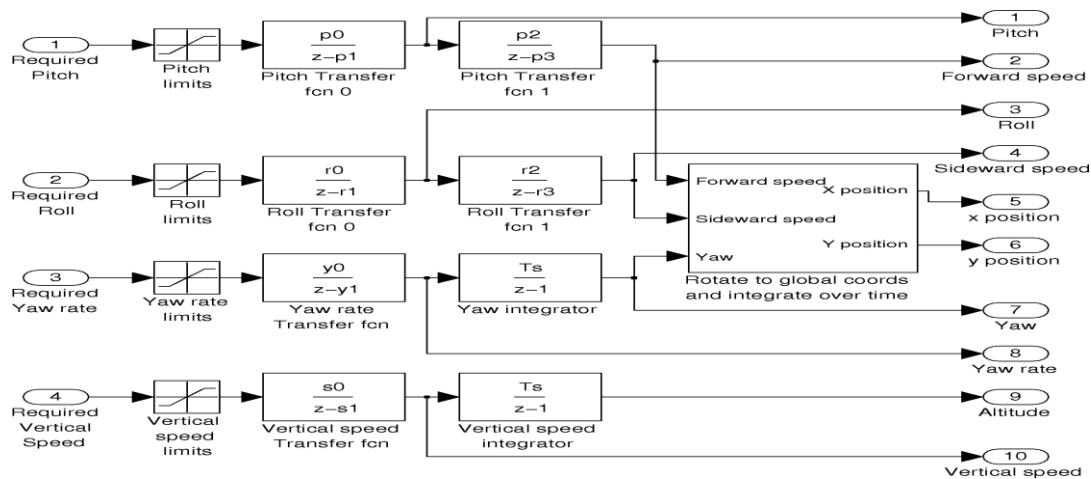 1
Required
Pitch
Pitch
limits
p0
z−p1
Pitch Transfer
fcn 0
p2
z−p3
Pitch Transfer
fcn 1
1
Pitch
2
Forward speed
3
Roll
4
Sideward speed
2
Required
Roll
Roll
limits
r0
z−r1
Roll Transfer
fcn 0
r2
z−r3
Roll Transfer
fcn 1
Forward speed
X position
Sideward speed
Y position
Yaw
Rotate to global coords
and integrate over time
5
x position
6
y position
3
Required
Yaw rate
Yaw rate
limits
y0
z−y1
Yaw rate
Transfer fcn
Ts
z−1
Yaw integrator
7
Yaw
8
Yaw rate
4
Required
Vertical
Speed
Vertical
speed
limits
s0
z−s1
Vertical speed
Transfer fcn
Ts
z−1
Vertical speed
integrator
9
Altitude
10
Vertical speed